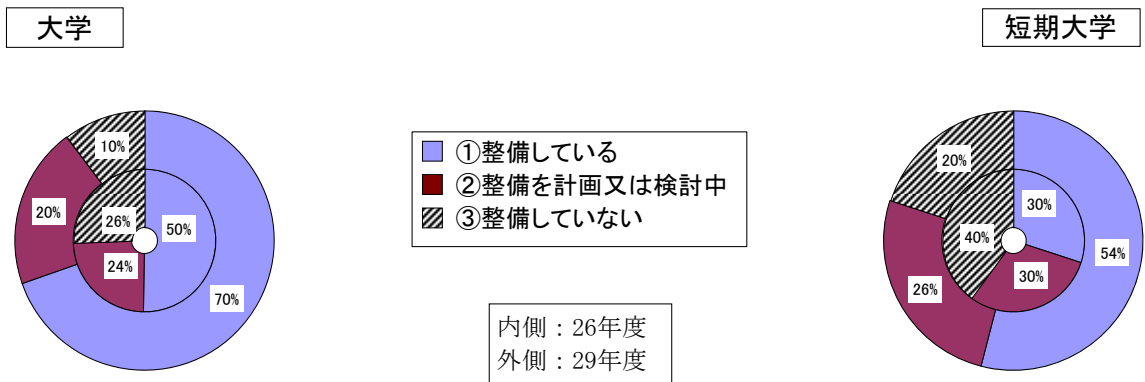 大学
10%
20%
26%
50%
24%
70%
①整備している
②整備を計画又は検討中
③整備していない
内側：26年度
外側：29年度
短期大学
20%
30%
40%
54%
30%
26%